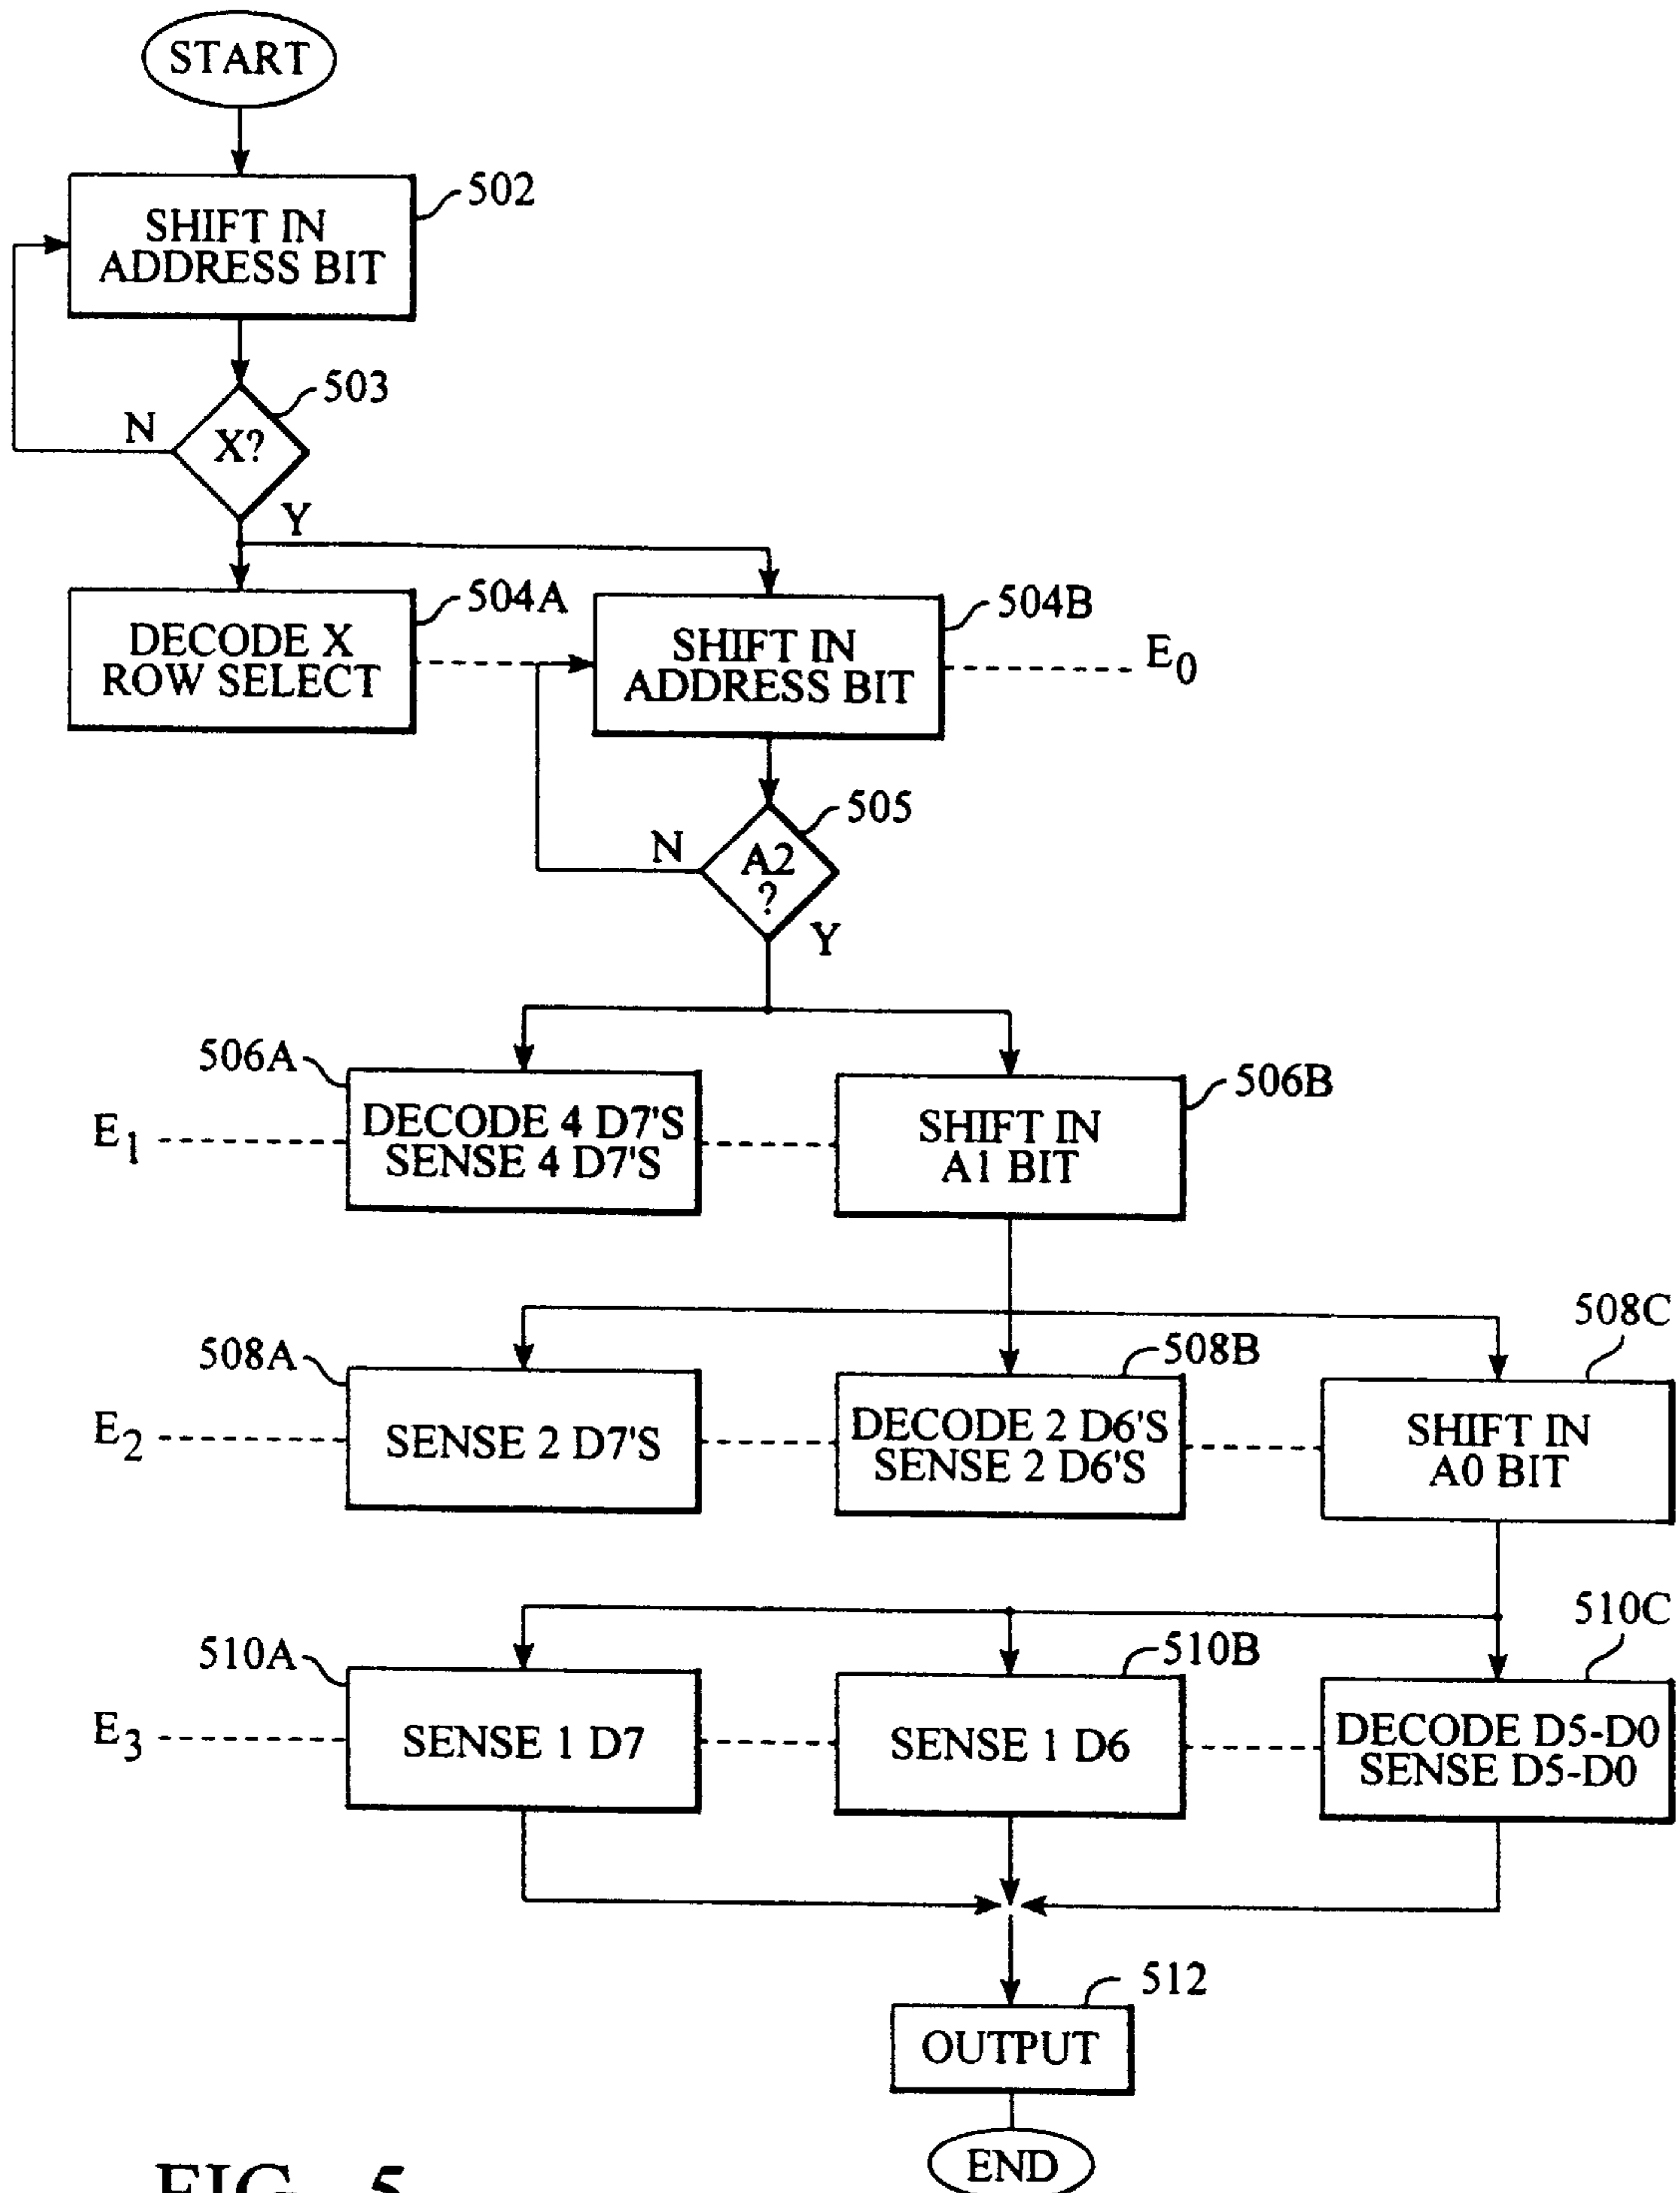 START
502
SHIFT IN
ADDRESS BIT
503
N
X?
Y
504A
DECODE X
ROW SELECT
504B
SHIFT IN
ADDRESS BIT
E0
505
N
A2
?
Y
506A
E1
DECODE 4 D7'S
SENSE 4 D7'S
506B
SHIFT IN
A1 BIT
508A
E2
SENSE 2 D7'S
508B
DECODE 2 D6'S
SENSE 2 D6'S
508C
SHIFT IN
A0 BIT
510A
E3
SENSE 1 D7
510B
SENSE 1 D6
510C
DECODE D5-D0
SENSE D5-D0
512
OUTPUT
END
FIG. 5